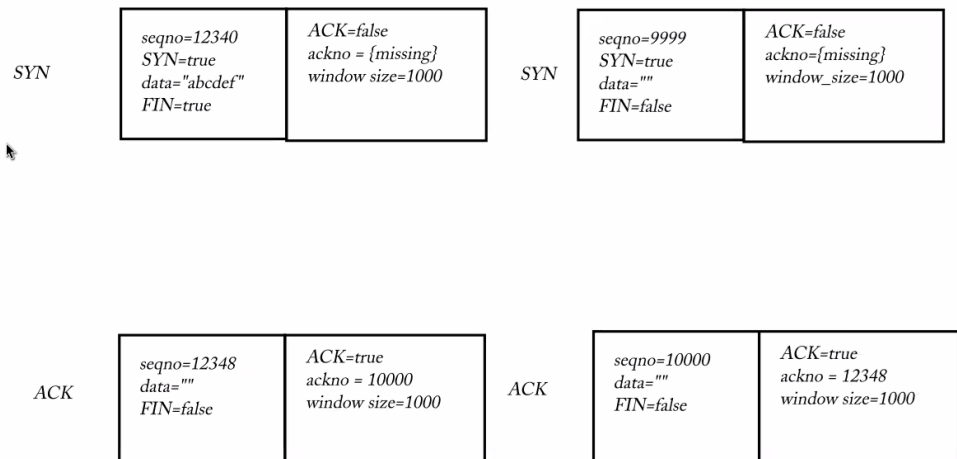 SYN
seqno=12340
SYN=true
data="abcdef"
FIN=true
ACK=false
ackno = {missing}
window size=1000
SYN
seqno=9999
SYN=true
data=""
FIN=false
ACK=false
ackno={missing}
window_size=1000
ACK
seqno=12348
data=""
FIN=false
ACK=true
ackno = 10000
window size=1000
ACK
seqno=10000
data=""
FIN=false
ACK=true
ackno = 12348
window size=1000